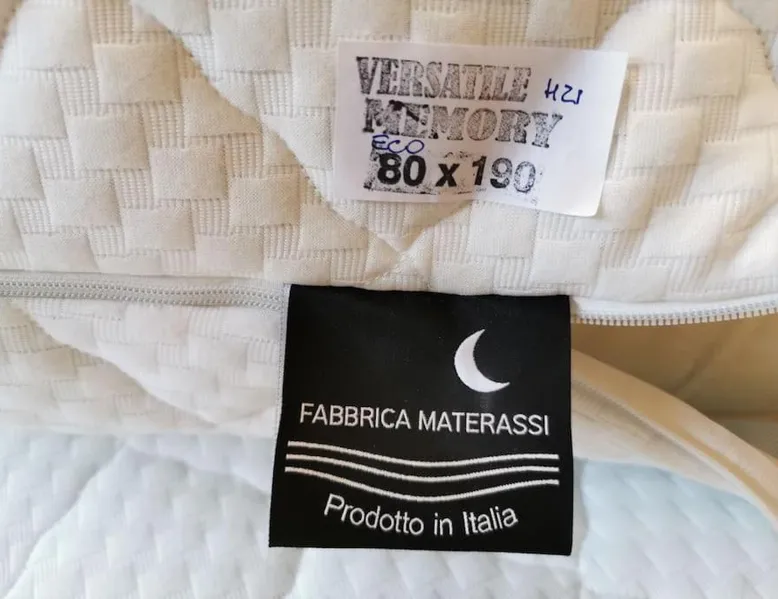 VERSATILE H21
MEMORY
ECO
80 x 190
FABBRICA MATERASSI
Prodotto in Italia